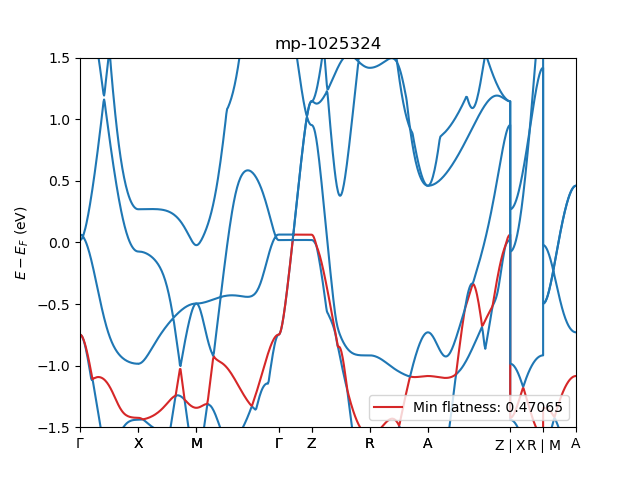 mp-1025324
E − E_F (eV)
1.5
1.0
0.5
0.0
−0.5
−1.0
−1.5
Min flatness: 0.47065
Γ X M Γ Z R A Z | X R | M A